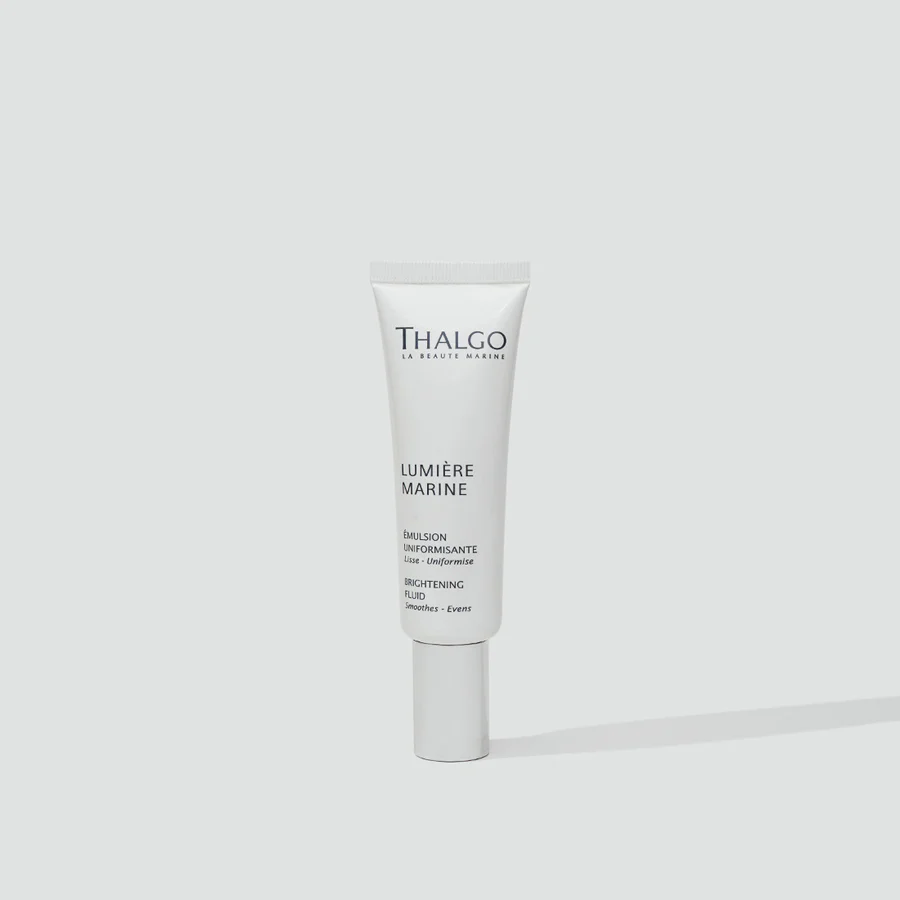 THALGO
LA BEAUTE MARINE
LUMIÈRE
MARINE
ÉMULSION
UNIFORMISANTE
Lisse - Uniformise
BRIGHTENING
FLUID
Smoothes - Evens